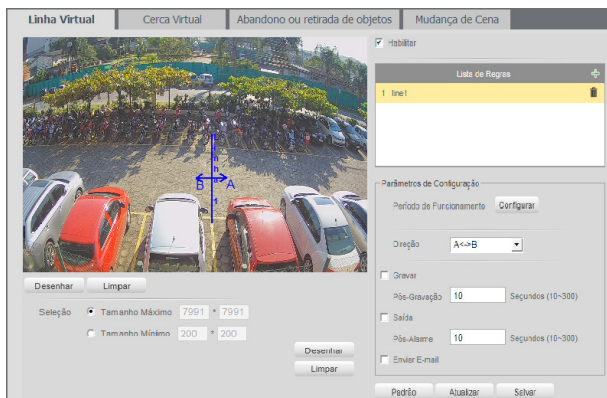 Linha Virtual Cerca Virtual Abandono ou retirada de objetos Mudança de Cena
Habilitar
Lista de Regras
1 line1
L
i
n
h
a
B A
1
Parâmetros de Configuração
Período de Funcionamento Configurar
Direção A<->B
Desenhar Limpar
Gravar
Pós-Gravação 10 Segundos (10~300)
Seleção Tamanho Máximo 7991 * 7991
Saída
Tamanho Mínimo 200 * 200
Pós-Alarme 10 Segundos (10~300)
Desenhar
Enviar E-mail
Limpar
Padrão Atualizar Salvar